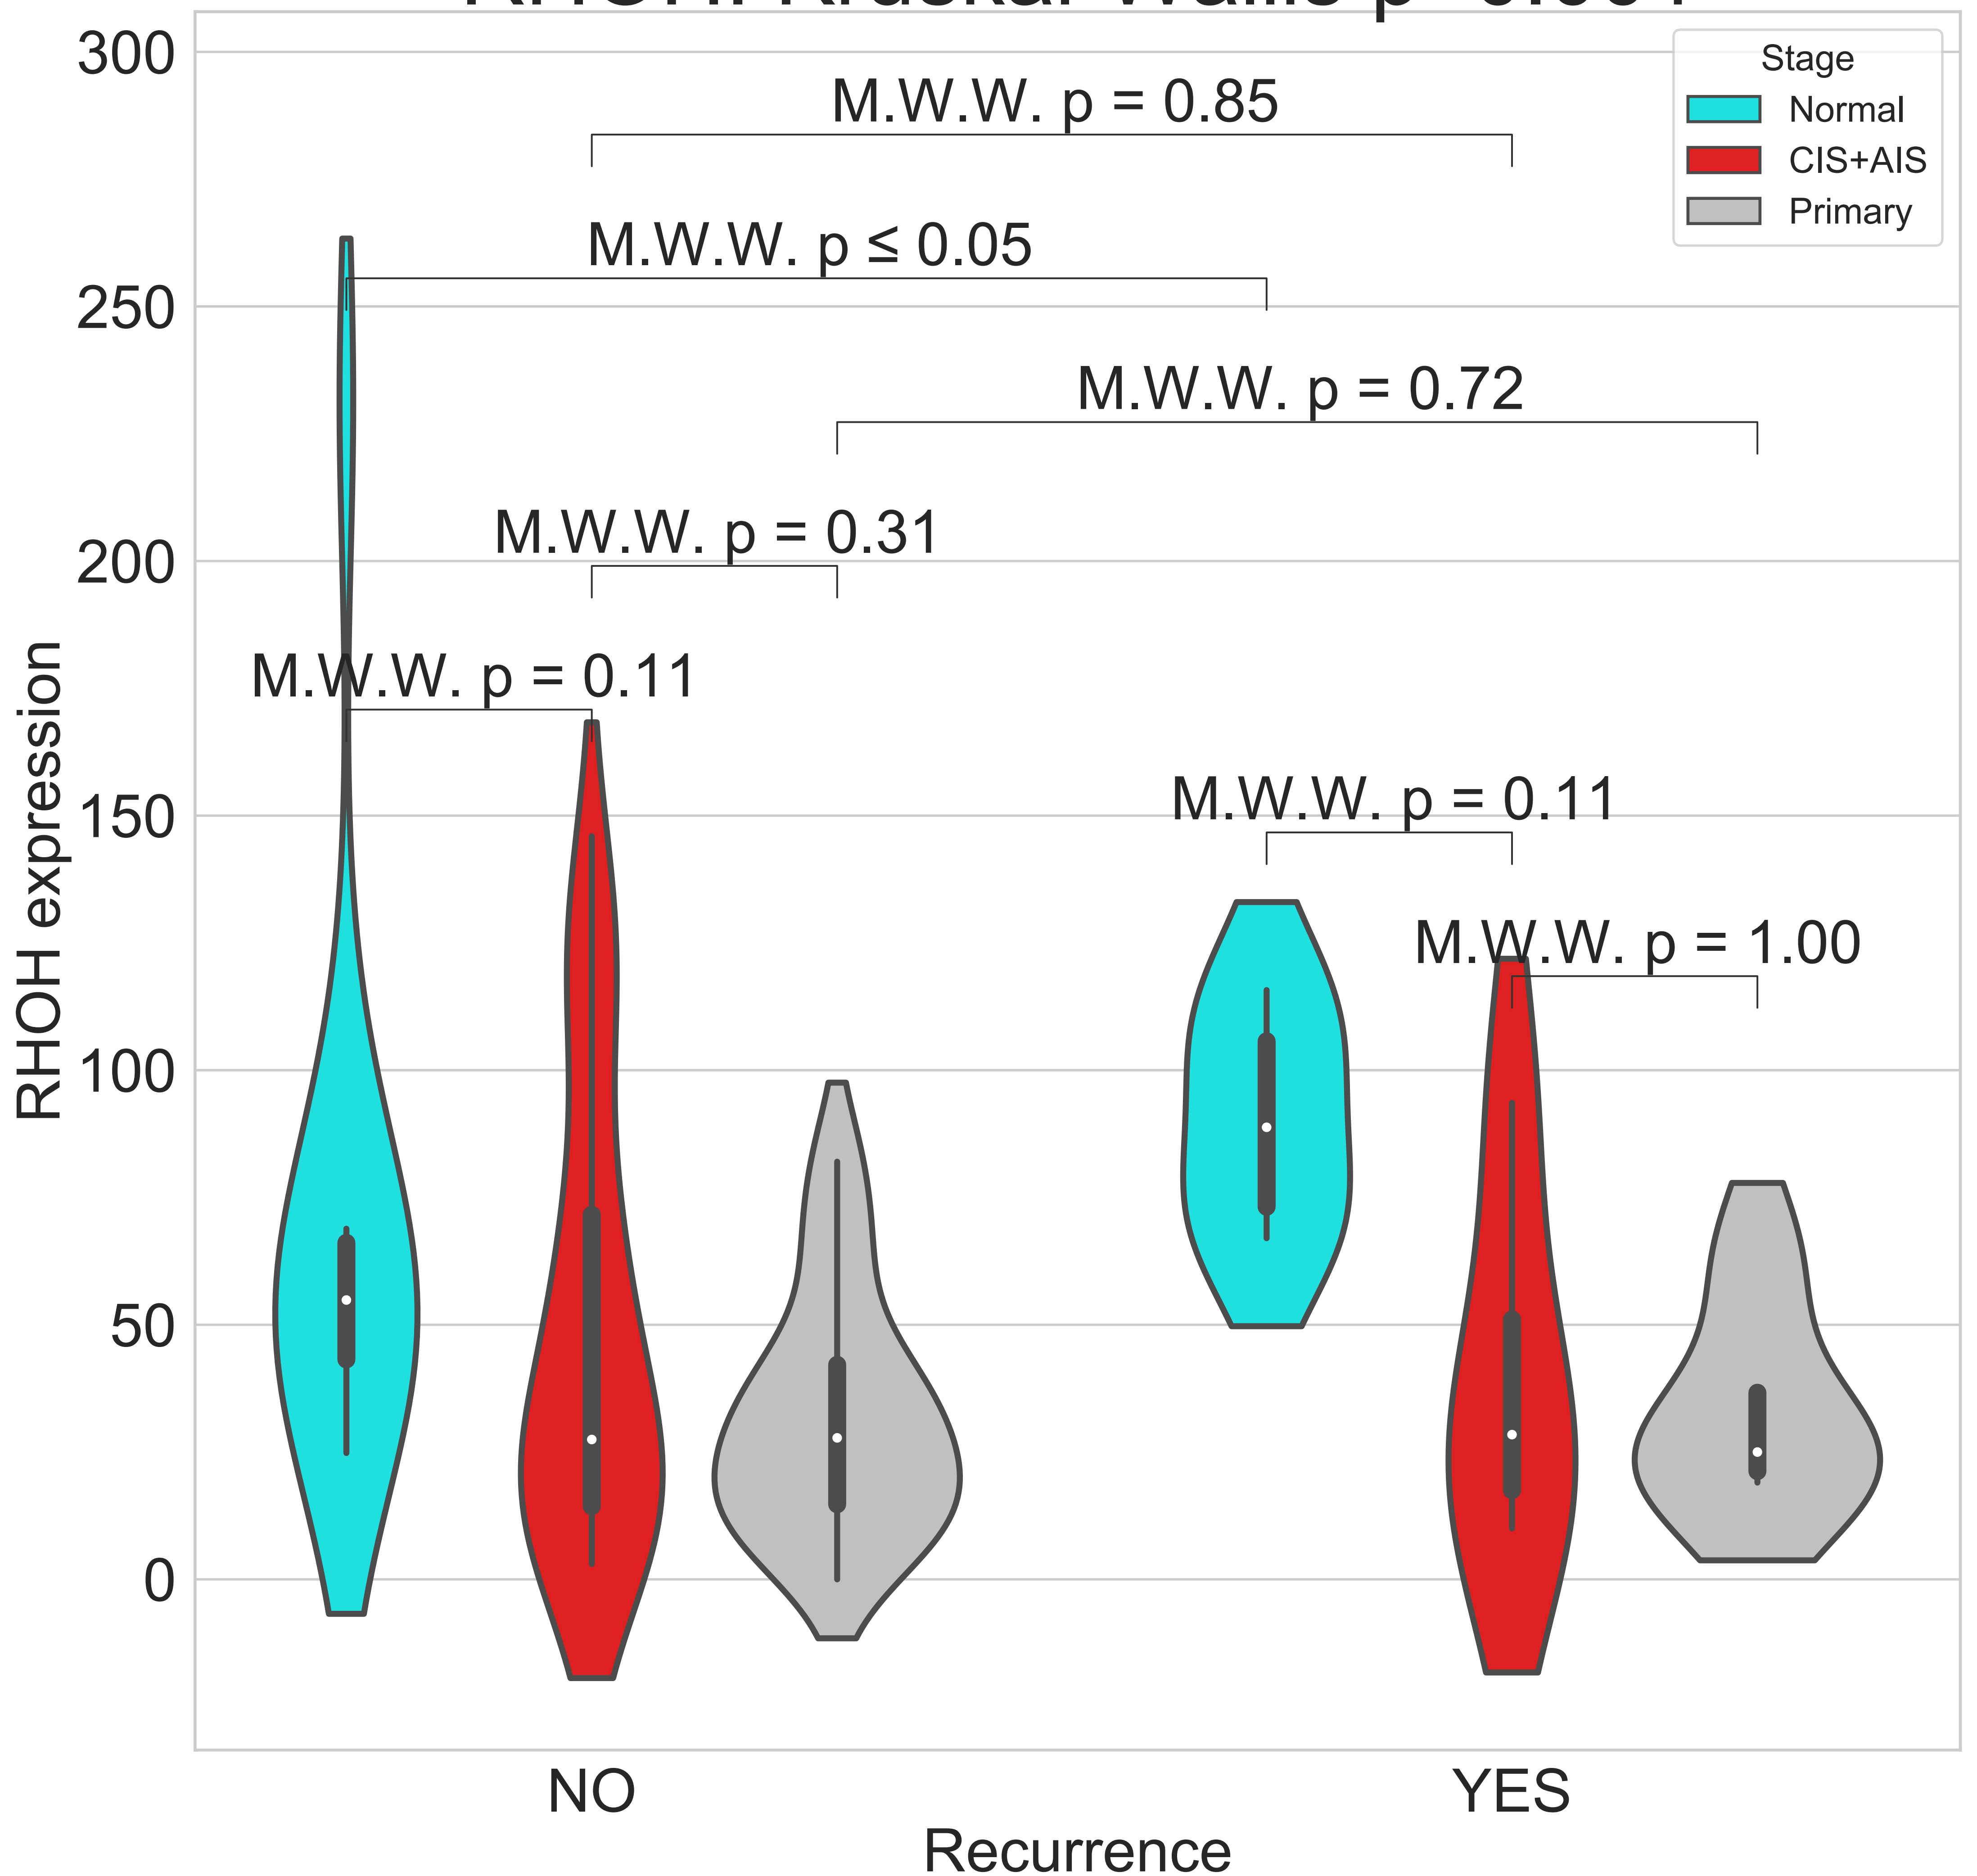 300
Stage
Normal
CIS+AIS
Primary
M.W.W. p = 0.85
M.W.W. p ≤ 0.05
250
M.W.W. p = 0.72
M.W.W. p = 0.31
200
M.W.W. p = 0.11
M.W.W. p = 0.11
150
M.W.W. p = 1.00
100
50
0
RHOH expression
NO
YES
Recurrence